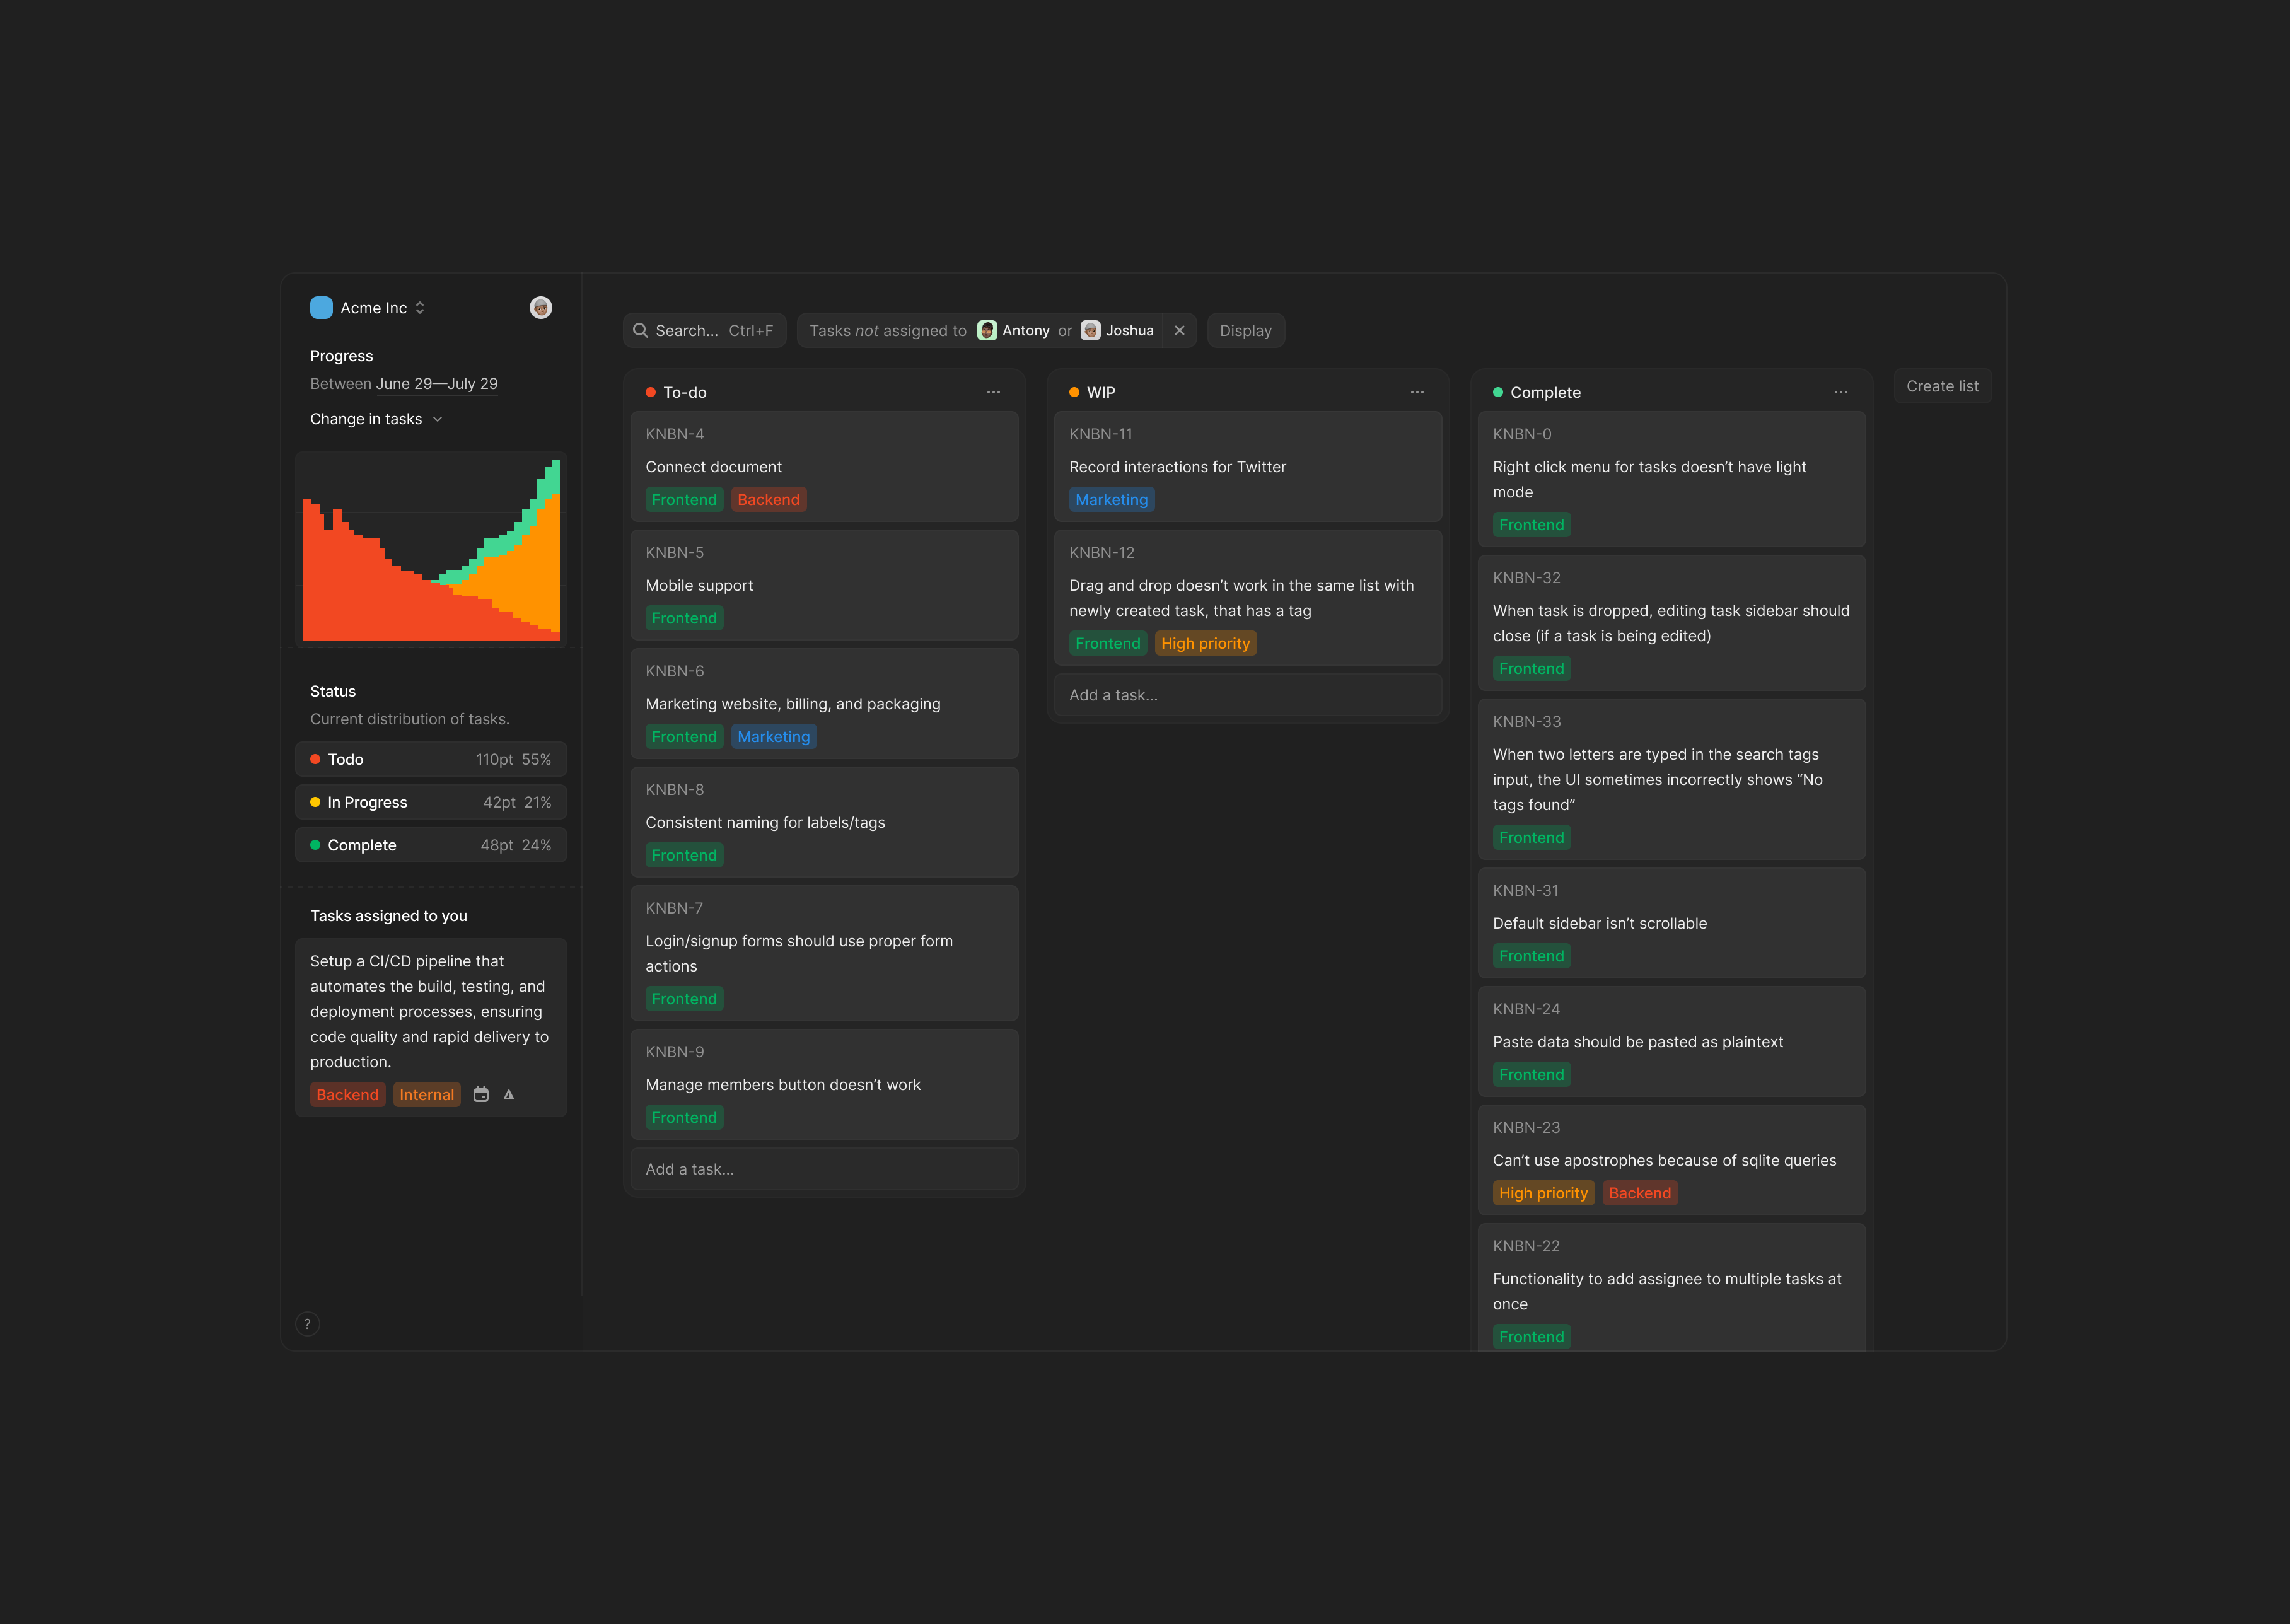 Acme Inc
Progress
Between June 29—July 29
Change in tasks
Status
Current distribution of tasks.
Todo 110pt 55%
In Progress 42pt 21%
Complete 48pt 24%
Tasks assigned to you
Setup a CI/CD pipeline that
automates the build, testing, and
deployment processes, ensuring
code quality and rapid delivery to
production.
Backend Internal
?
Search... Ctrl+F
Tasks not assigned to Antony or Joshua
Display
To-do
KNBN-4
Connect document
Frontend Backend
KNBN-5
Mobile support
Frontend
KNBN-6
Marketing website, billing, and packaging
Frontend Marketing
KNBN-8
Consistent naming for labels/tags
Frontend
KNBN-7
Login/signup forms should use proper form
actions
Frontend
KNBN-9
Manage members button doesn’t work
Frontend
Add a task...
WIP
KNBN-11
Record interactions for Twitter
Marketing
KNBN-12
Drag and drop doesn’t work in the same list with
newly created task, that has a tag
Frontend High priority
Add a task...
Complete
KNBN-0
Right click menu for tasks doesn’t have light
mode
Frontend
KNBN-32
When task is dropped, editing task sidebar should
close (if a task is being edited)
Frontend
KNBN-33
When two letters are typed in the search tags
input, the UI sometimes incorrectly shows “No
tags found”
Frontend
KNBN-31
Default sidebar isn’t scrollable
Frontend
KNBN-24
Paste data should be pasted as plaintext
Frontend
KNBN-23
Can’t use apostrophes because of sqlite queries
High priority Backend
KNBN-22
Functionality to add assignee to multiple tasks at
once
Frontend
Create list